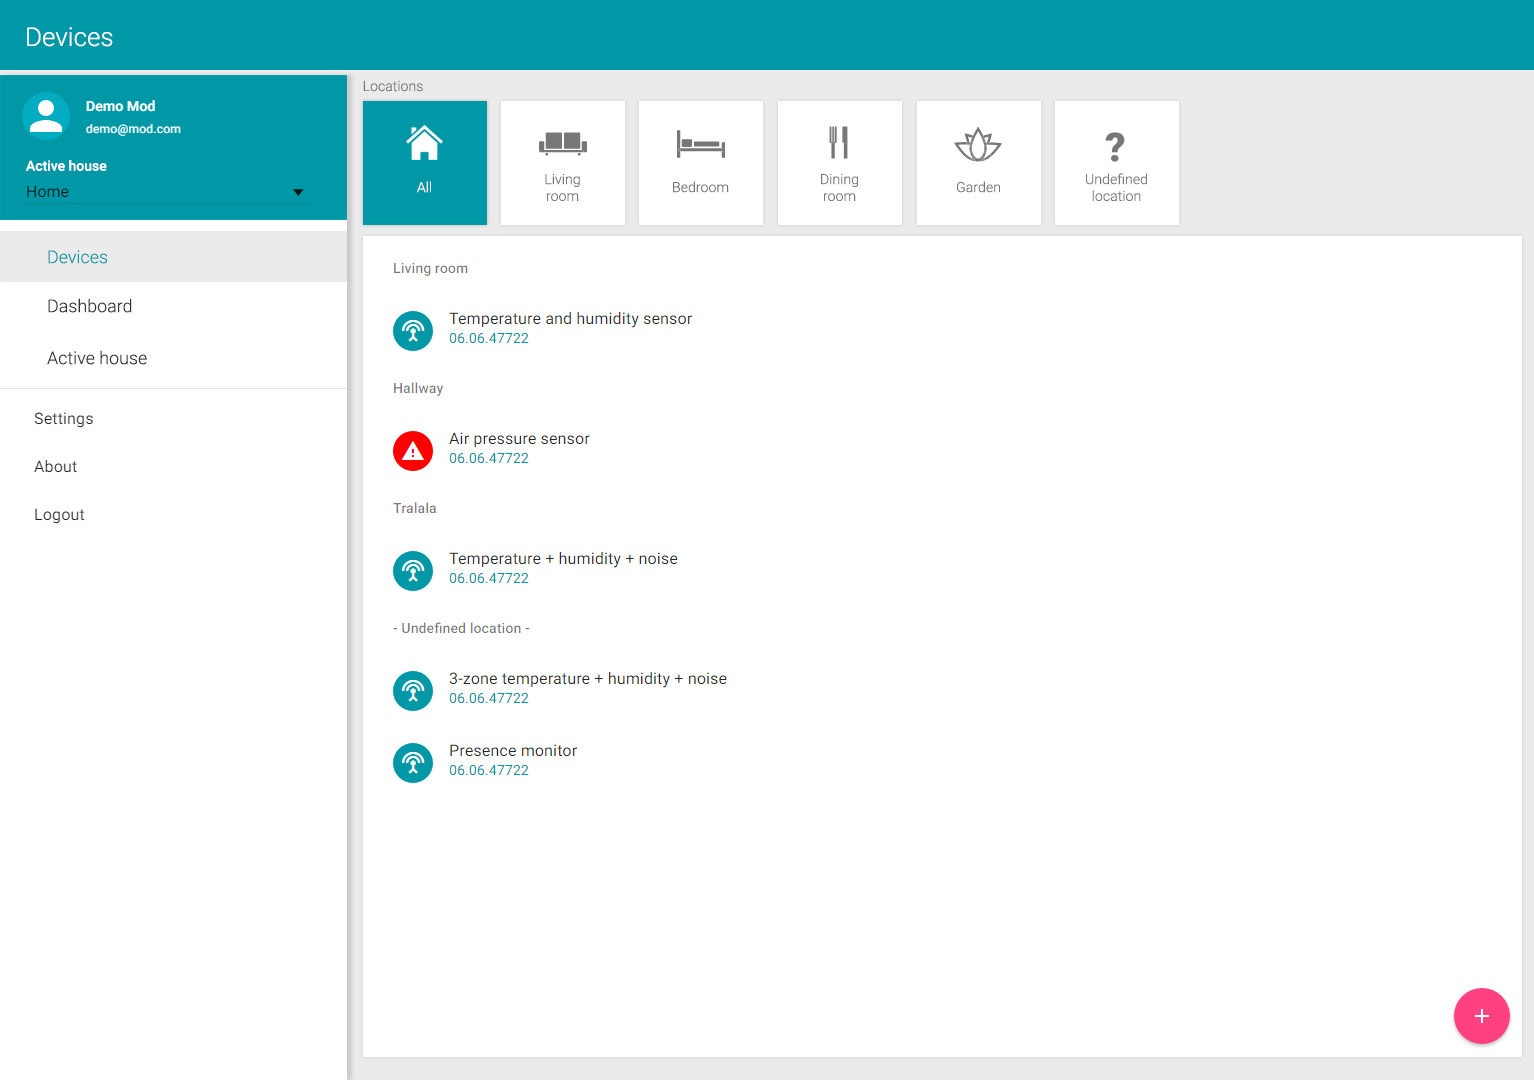 Devices
Demo Mod
demo@mod.com
Active house
Home
Devices
Dashboard
Active house
Settings
About
Logout
Locations
All
Living
room
Bedroom
Dining
room
Garden
?
Undefined
location
Living room
Temperature and humidity sensor
06.06.47722
Hallway
Air pressure sensor
06.06.47722
Tralala
Temperature + humidity + noise
06.06.47722
- Undefined location -
3-zone temperature + humidity + noise
06.06.47722
Presence monitor
06.06.47722
+